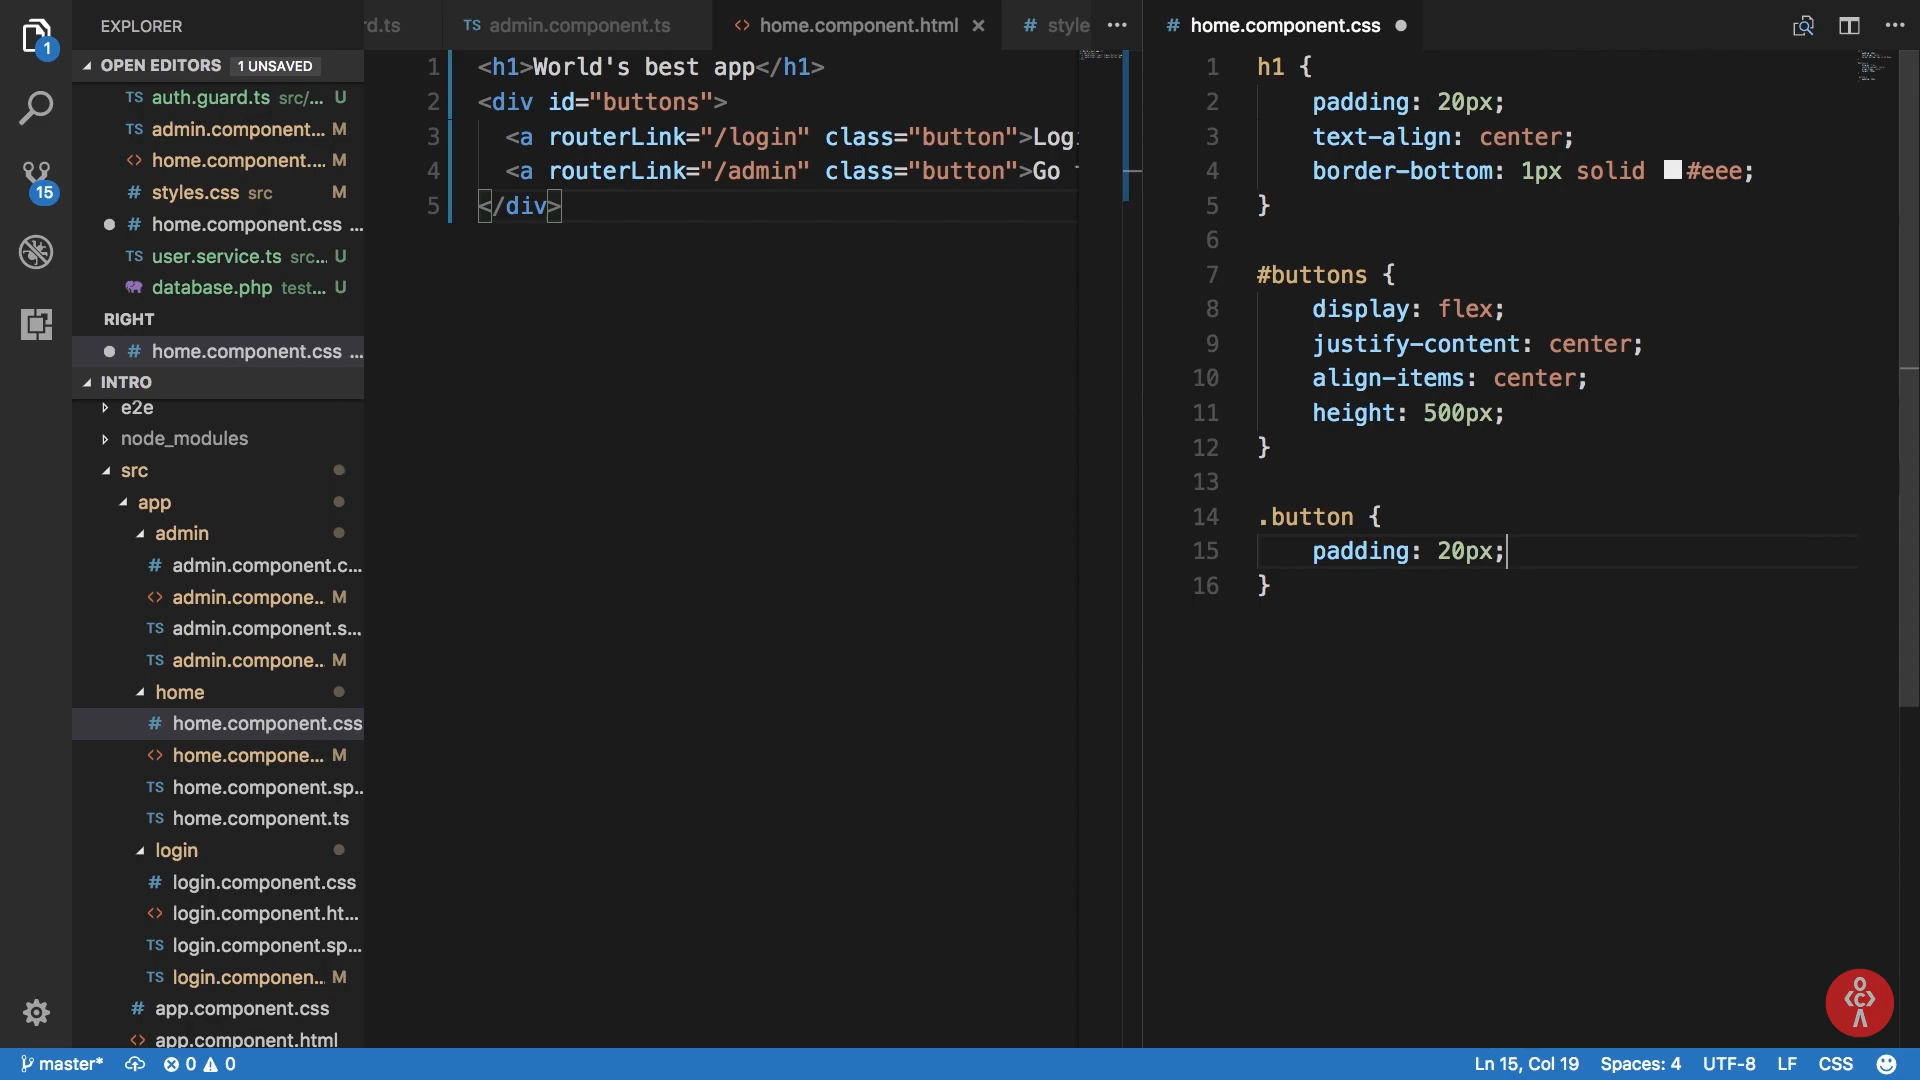 EXPLORER
OPEN EDITORS 1 UNSAVED
TS auth.guard.ts src/... U
TS admin.component... M
<> home.component.... M
# styles.css src M
# home.component.css ...
TS user.service.ts src... U
database.php test... U
RIGHT
# home.component.css ...
INTRO
e2e
node_modules
src
app
admin
# admin.component.c...
<> admin.compone.. M
TS admin.component.s...
TS admin.compone.. M
home
# home.component.css
<> home.compone... M
TS home.component.sp..
TS home.component.ts
login
# login.component.css
<> login.component.ht...
TS login.component.sp...
TS login.componen.. M
# app.component.css
<> app.component.html
1
15
rd.ts
TS admin.component.ts
<> home.component.html ×
# style ...
1 <h1>World's best app</h1>
2 <div id="buttons">
3 <a routerLink="/login" class="button">Log
4 <a routerLink="/admin" class="button">Go
5 </div>
# home.component.css
1 h1 {
2 padding: 20px;
3 text-align: center;
4 border-bottom: 1px solid #eee;
5 }
6
7 #buttons {
8 display: flex;
9 justify-content: center;
10 align-items: center;
11 height: 500px;
12 }
13
14 .button {
15 padding: 20px;
16 }
master* 0 0
Ln 15, Col 19 Spaces: 4 UTF-8 LF CSS